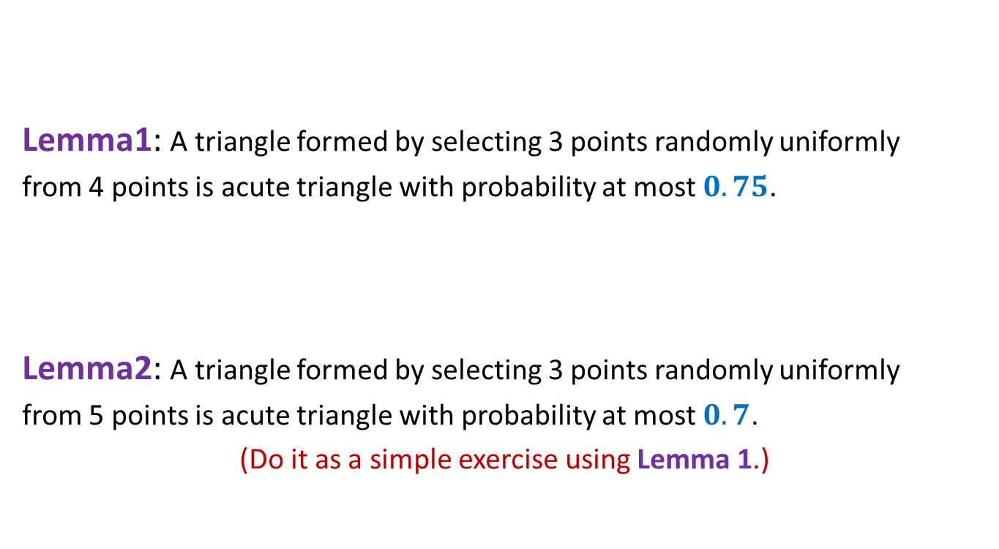 Lemma1: A triangle formed by selecting 3 points randomly uniformly
from 4 points is acute triangle with probability at most 0.75.
Lemma2: A triangle formed by selecting 3 points randomly uniformly
from 5 points is acute triangle with probability at most 0.7.
(Do it as a simple exercise using Lemma 1.)